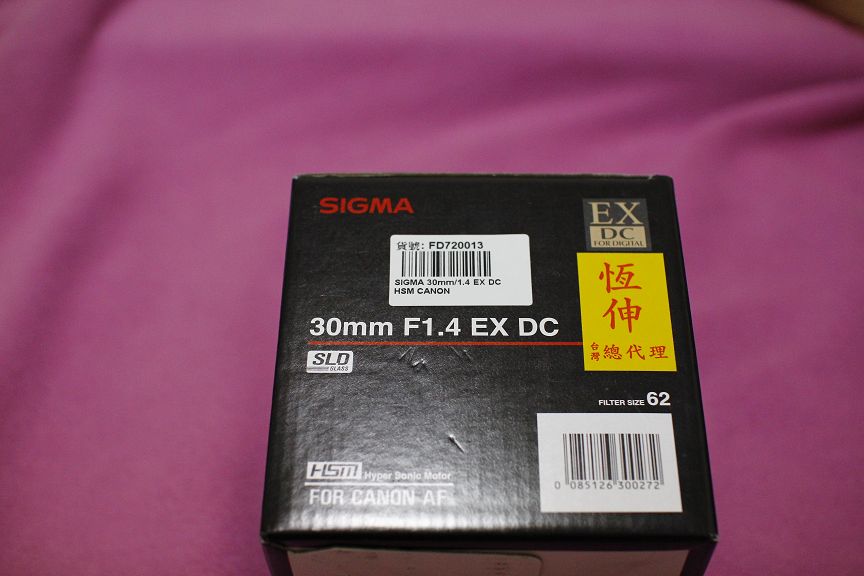 SIGMA
EX
DC
FOR DIGITAL
貨號: FD720013
SIGMA 30mm/1.4 EX DC
HSM CANON
恆
伸
台灣總代理
30mm F1.4 EX DC
SLD
GLASS
FILTER SIZE 62
HSM Hyper Sonic Motor
FOR CANON AF
0 085126 300272